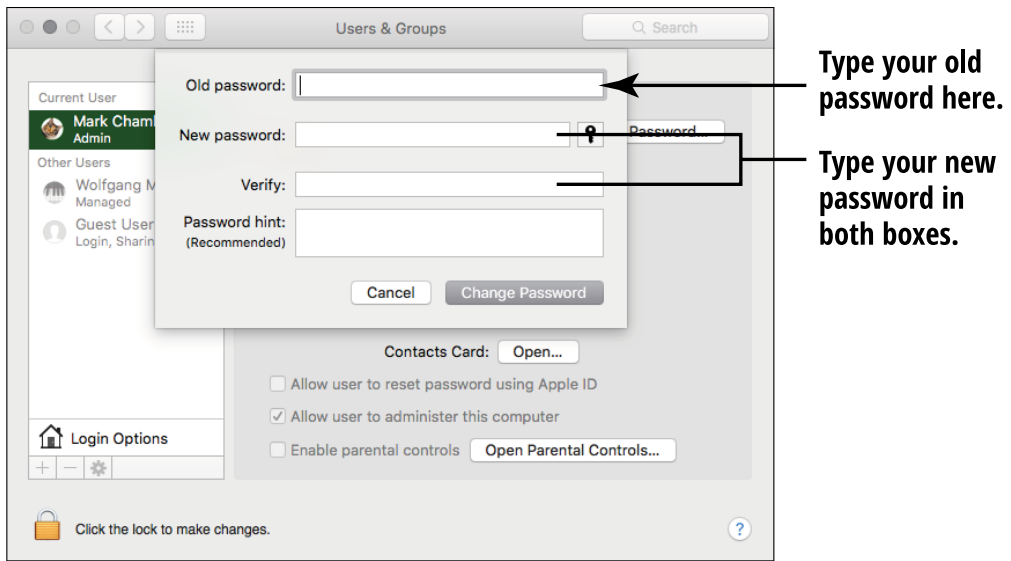 Users & Groups
Search
Old password:
Type your old
password here.
Current User
Mark Cham
Admin
New password:
Password...
Other Users
Wolfgang M
Managed
Verify:
Type your new
password in
both boxes.
Guest User
Login, Sharin
Password hint:
(Recommended)
Cancel
Change Password
Contacts Card:
Open...
Allow user to reset password using Apple ID
Allow user to administer this computer
Login Options
Enable parental controls
Open Parental Controls...
Click the lock to make changes.
?